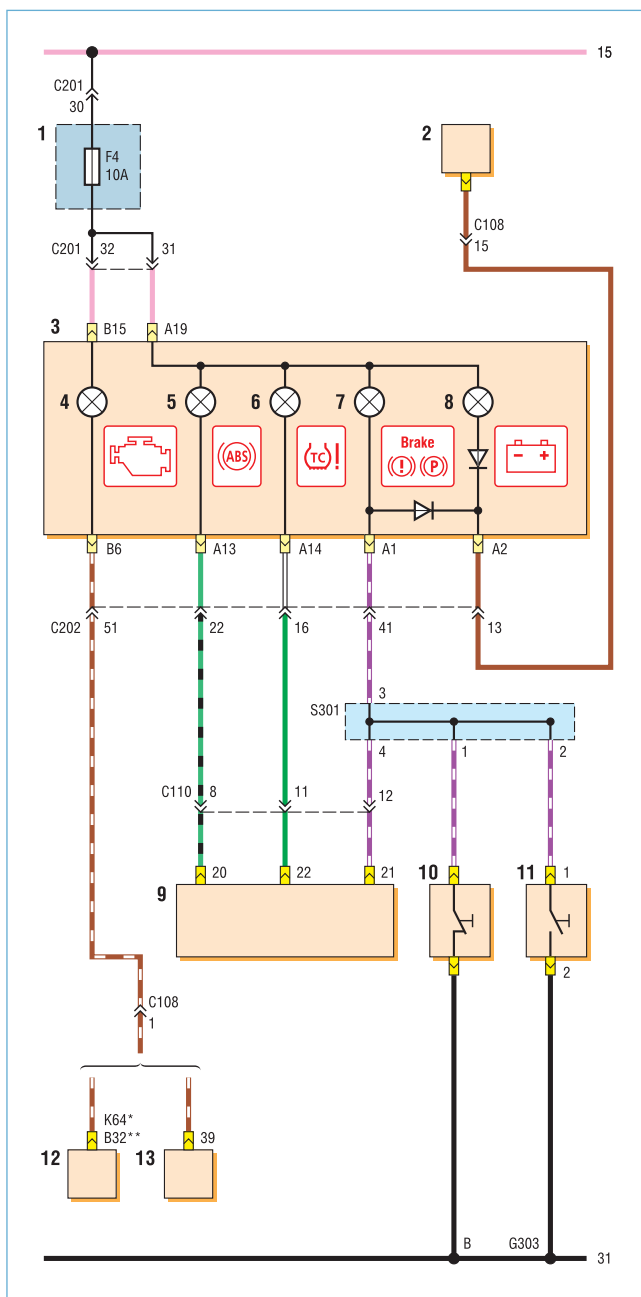 15
C201
30
1
F4
10A
2
C108
15
C201 32 31
3 B15 A19
4 5 6 7 8
ABS
TC !
Brake
! P
- +
B6 A13 A14 A1 A2
C202 51 22 16 41 13
3
S301
4 1 2
C110 8 11 12
9 20 22 21 10 11 1
2
C108
1
K64*
B32**
12 13 39
B G303 31